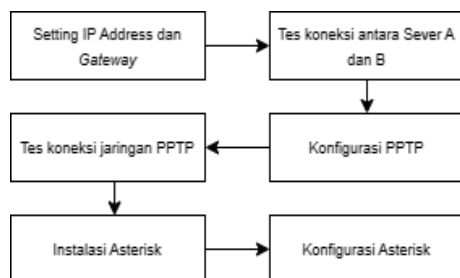 Setting IP Address dan
Gateway
Tes koneksi antara Sever A
dan B
Konfigurasi PPTP
Tes koneksi jaringan PPTP
Instalasi Asterisk
Konfigurasi Asterisk